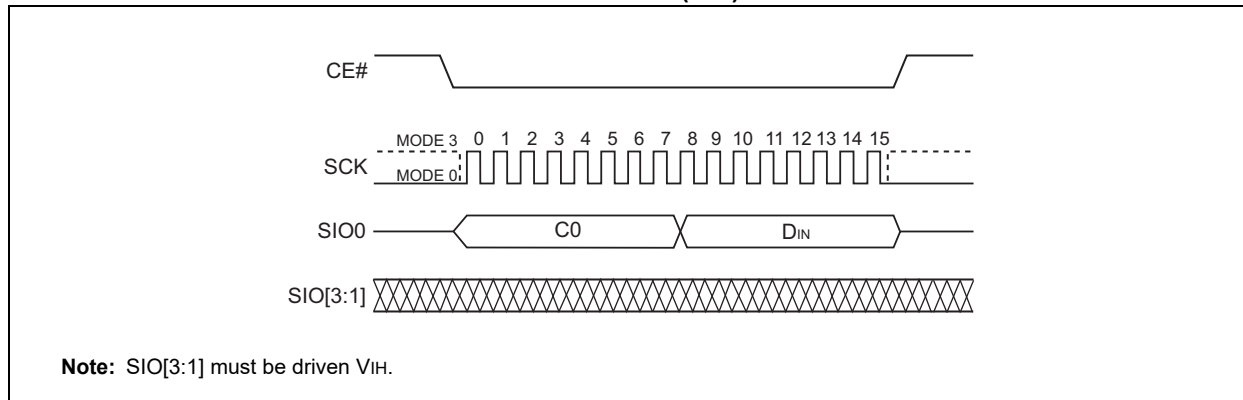 CE#
MODE 3 0 1 2 3 4 5 6 7 8 9 10 11 12 13 14 15
SCK
MODE 0
SIO0 C0 DIN
SIO[3:1]
Note: SIO[3:1] must be driven VIH.